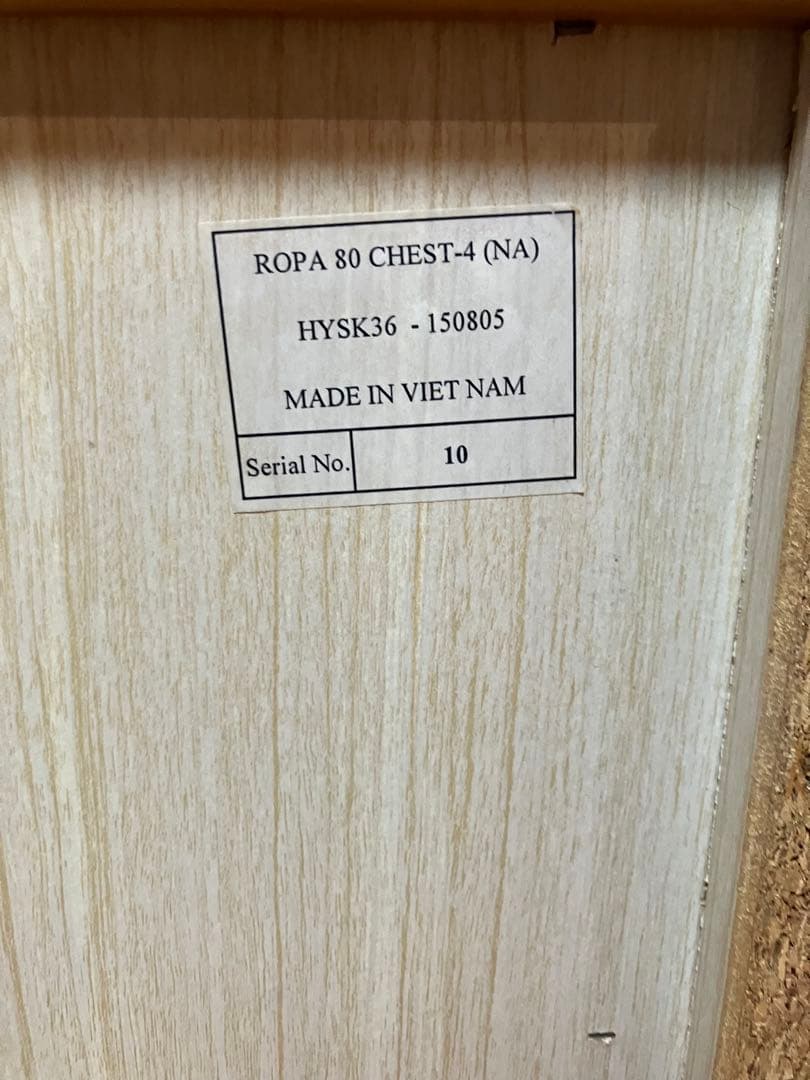 ROPA 80 CHEST-4 (NA)
HYSK36 - 150805
MADE IN VIET NAM
Serial No. 10